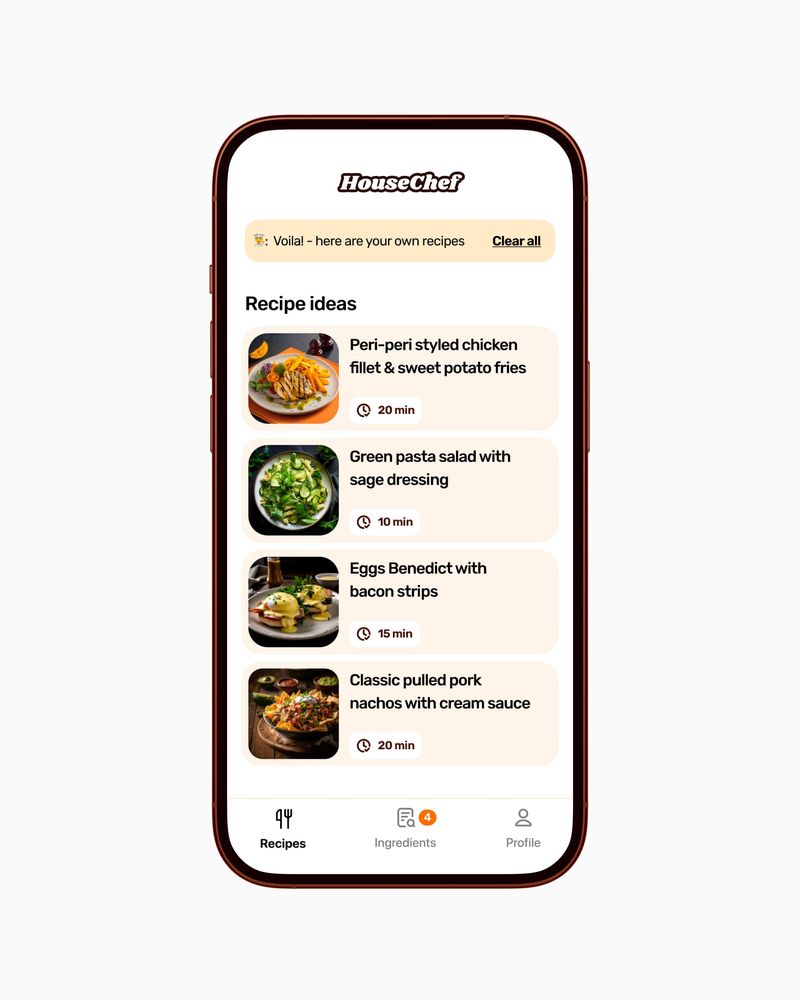 HouseChef
: Voila! - here are your own recipes Clear all
Recipe ideas
Peri-peri styled chicken
fillet & sweet potato fries
20 min
Green pasta salad with
sage dressing
10 min
Eggs Benedict with
bacon strips
15 min
Classic pulled pork
nachos with cream sauce
20 min
4
Recipes Ingredients Profile